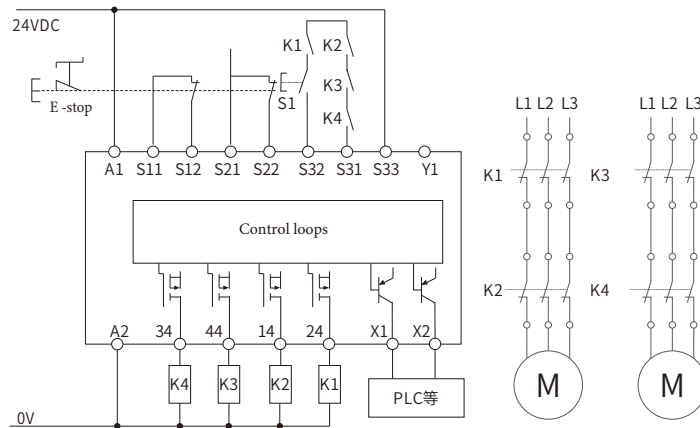 24VDC
K1 K2
E -stop
S1
K3
K4
A1 S11 S12 S21 S22 S32 S31 S33 Y1
Control loops
A2 34 44 14 24 X1 X2
K4 K3 K2 K1
PLC等
0V
L1 L2 L3
K1
K2
M
L1 L2 L3
K3
K4
M